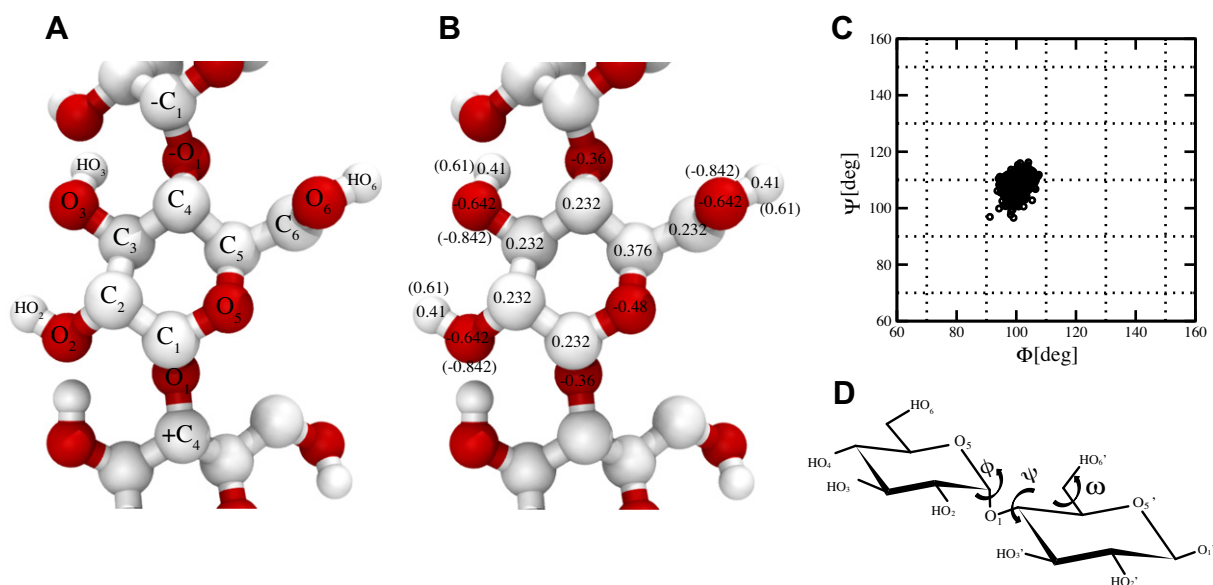 A
-C1
-O1
HO3
O3
C4
O6
HO6
C6
C3
C5
C2
O5
HO2
O2
C1
O1
+C4
B
-0.36
(0.61) 0.41
(-0.842)
-0.642
0.41
(0.61)
-0.642
0.232
0.232
(-0.842)
0.232
0.376
(0.61)
0.232
-0.48
0.41
-0.642
0.232
(-0.842)
-0.36
C
160
140
120
100
80
60
60 80 100 120 140 160
Ψ[deg]
Φ[deg]
D
HO6
O5
HO4
ϕ
ψ
HO6'
ω
HO3
HO2
O1
O5'
HO3'
O1'
HO2'